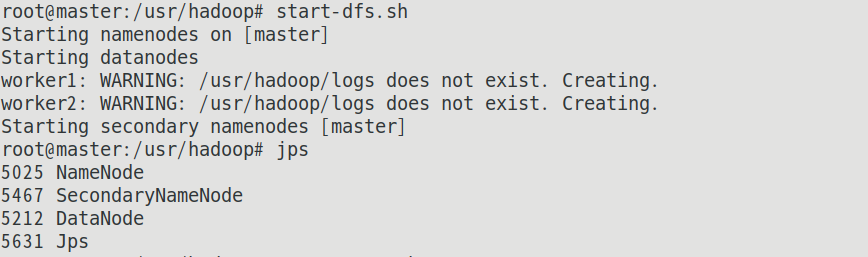 root@master:/usr/hadoop# start-dfs.sh
Starting namenodes on [master]
Starting datanodes
worker1: WARNING: /usr/hadoop/logs does not exist. Creating.
worker2: WARNING: /usr/hadoop/logs does not exist. Creating.
Starting secondary namenodes [master]
root@master:/usr/hadoop# jps
5025 NameNode
5467 SecondaryNameNode
5212 DataNode
5631 Jps